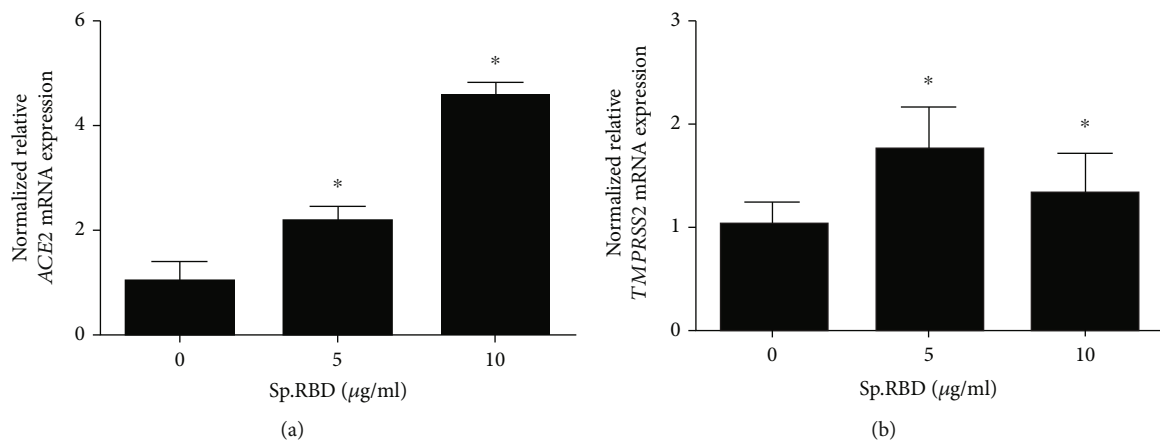 Normalized relative
ACE2 mRNA expression
6
4
2
0
*
*
0
5
10
Sp.RBD (μg/ml)
(a)
Normalized relative
TMPRSS2 mRNA expression
3
2
1
0
*
*
0
5
10
Sp.RBD (μg/ml)
(b)